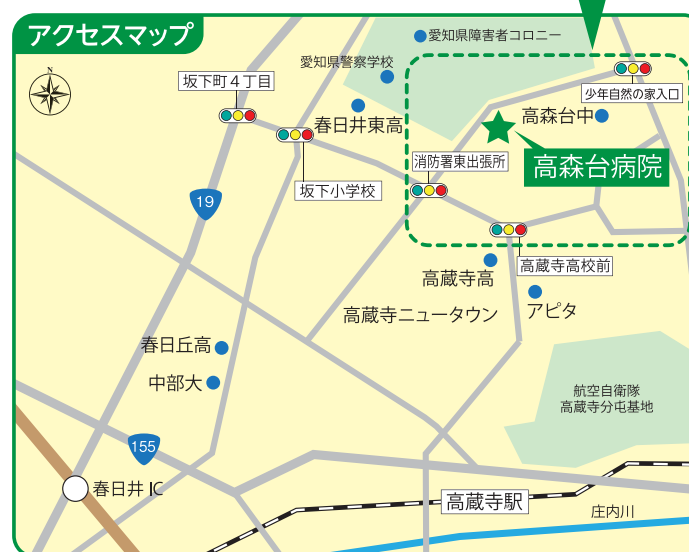 アクセスマップ
愛知県障害者コロニー
愛知県警察学校
坂下町4丁目
少年自然の家入口
春日井東高
高森台中
消防署東出張所
高森台病院
坂下小学校
19
高蔵寺高校前
高蔵寺高
アピタ
高蔵寺ニュータウン
春日丘高
中部大
航空自衛隊
高蔵寺分屯基地
155
春日井 IC
高蔵寺駅
庄内川